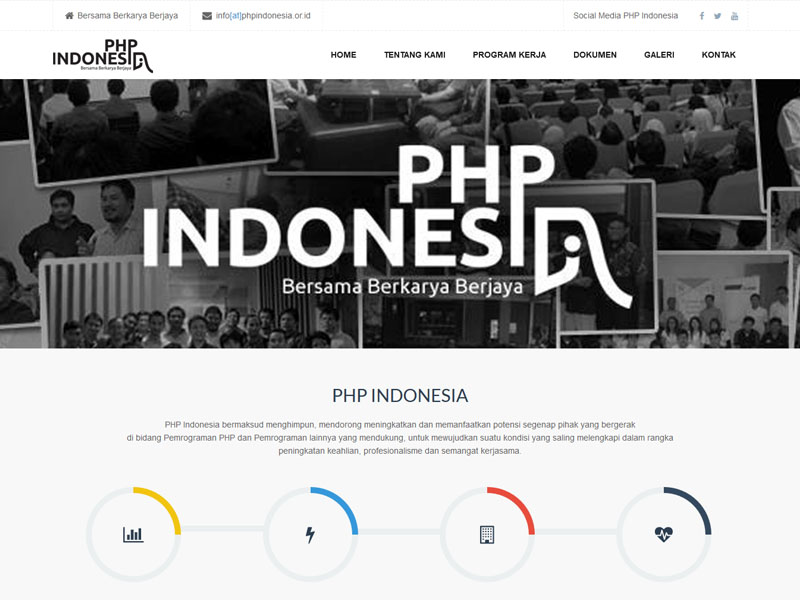 Bersama Berkarya Berjaya
info[at]phpindonesia.or.id
Social Media PHP Indonesia
PHP
INDONESIA
Bersama Berkarya Berjaya
HOME
TENTANG KAMI
PROGRAM KERJA
DOKUMEN
GALERI
KONTAK
PHP
INDONESIA
Bersama Berkarya Berjaya
PHP INDONESIA
PHP Indonesia bermaksud menghimpun, mendorong meningkatkan dan memanfaatkan potensi segenap pihak yang bergerak
di bidang Pemrograman PHP dan Pemrograman lainnya yang mendukung, untuk mewujudkan suatu kondisi yang saling melengkapi dalam rangka
peningkatan keahlian, profesionalisme dan semangat kerjasama.